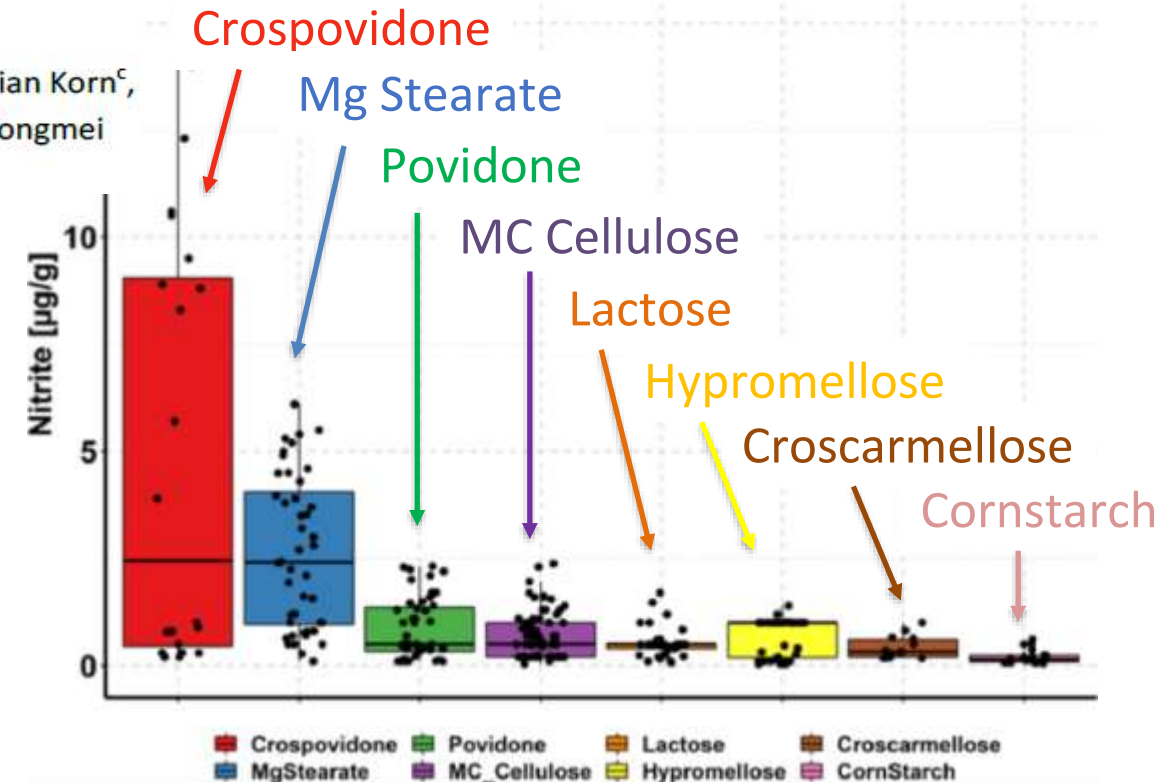 Crospovidone
ian Kornᶜ,
Mg Stearate
ongmei
Povidone
MC Cellulose
Lactose
Hypromellose
Croscarmellose
Cornstarch
Nitrite [µg/g]
10
5
0
Crospovidone Povidone Lactose Croscarmellose
MgStearate MC_Cellulose Hypromellose CornStarch